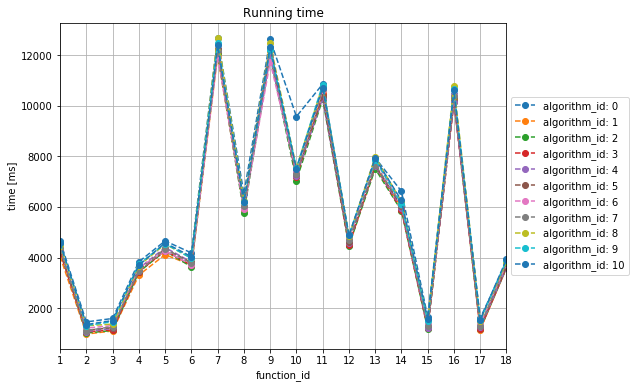 Running time
time [ms]
12000
10000
8000
6000
4000
2000
1 2 3 4 5 6 7 8 9 10 11 12 13 14 15 16 17 18
function_id
algorithm_id: 0
algorithm_id: 1
algorithm_id: 2
algorithm_id: 3
algorithm_id: 4
algorithm_id: 5
algorithm_id: 6
algorithm_id: 7
algorithm_id: 8
algorithm_id: 9
algorithm_id: 10